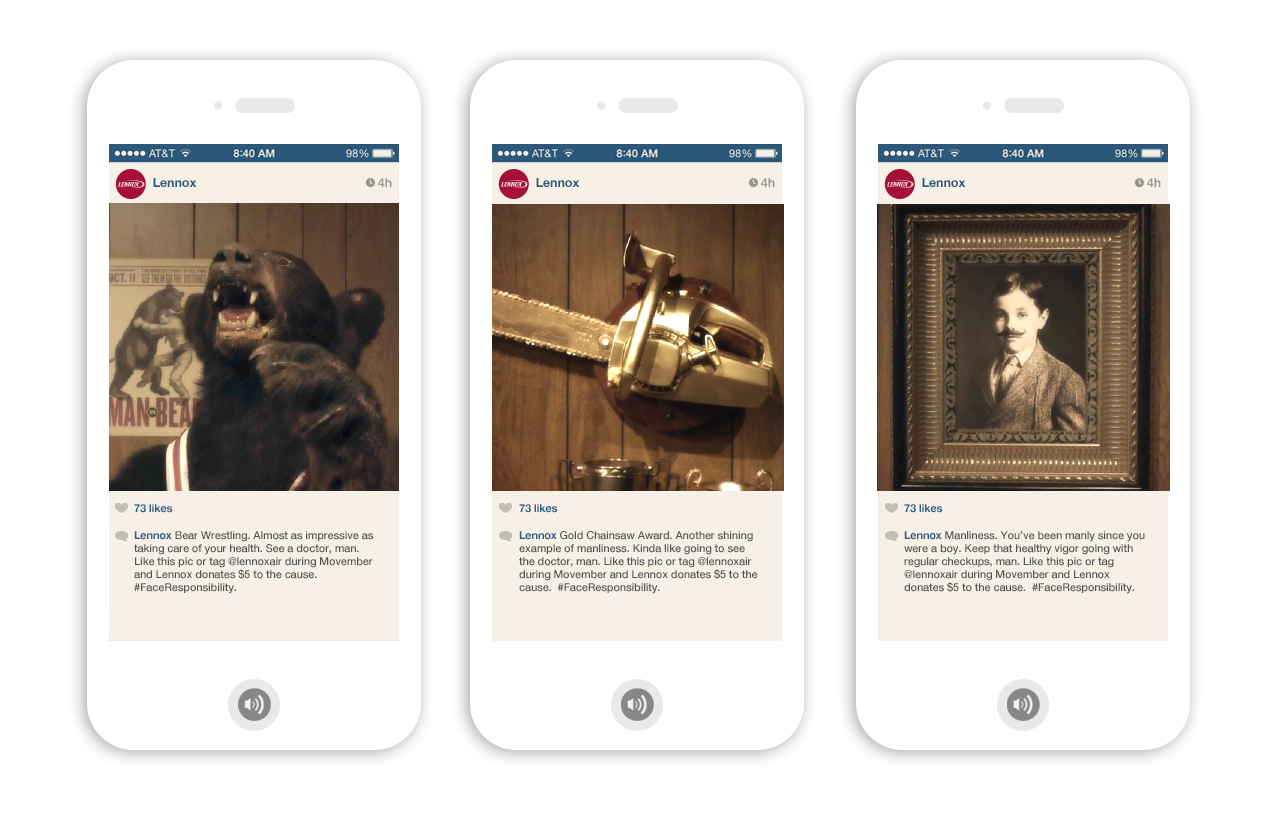 AT&T 8:40 AM 98%
LENNOX Lennox 4h
OCT. 11 SEE THEM GO THE DISTANCE
MAN VS BEA
73 likes
Lennox Bear Wrestling. Almost as impressive as
taking care of your health. See a doctor, man.
Like this pic or tag @lennoxair during Movember
and Lennox donates $5 to the cause.
#FaceResponsibility.
AT&T 8:40 AM 98%
LENNOX Lennox 4h
73 likes
Lennox Gold Chainsaw Award. Another shining
example of manliness. Kinda like going to see
the doctor, man. Like this pic or tag @lennoxair
during Movember and Lennox donates $5 to the
cause. #FaceResponsibility.
AT&T 8:40 AM 98%
LENNOX Lennox 4h
73 likes
Lennox Manliness. You've been manly since you
were a boy. Keep that healthy vigor going with
regular checkups, man. Like this pic or tag
@lennoxair during Movember and Lennox
donates $5 to the cause. #FaceResponsibility.